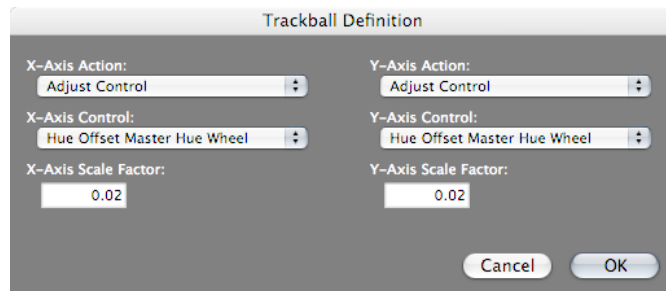 Trackball Definition
X-Axis Action: Y-Axis Action:
Adjust Control Adjust Control
X-Axis Control: Y-Axis Control:
Hue Offset Master Hue Wheel Hue Offset Master Hue Wheel
X-Axis Scale Factor: Y-Axis Scale Factor:
0.02 0.02
Cancel OK